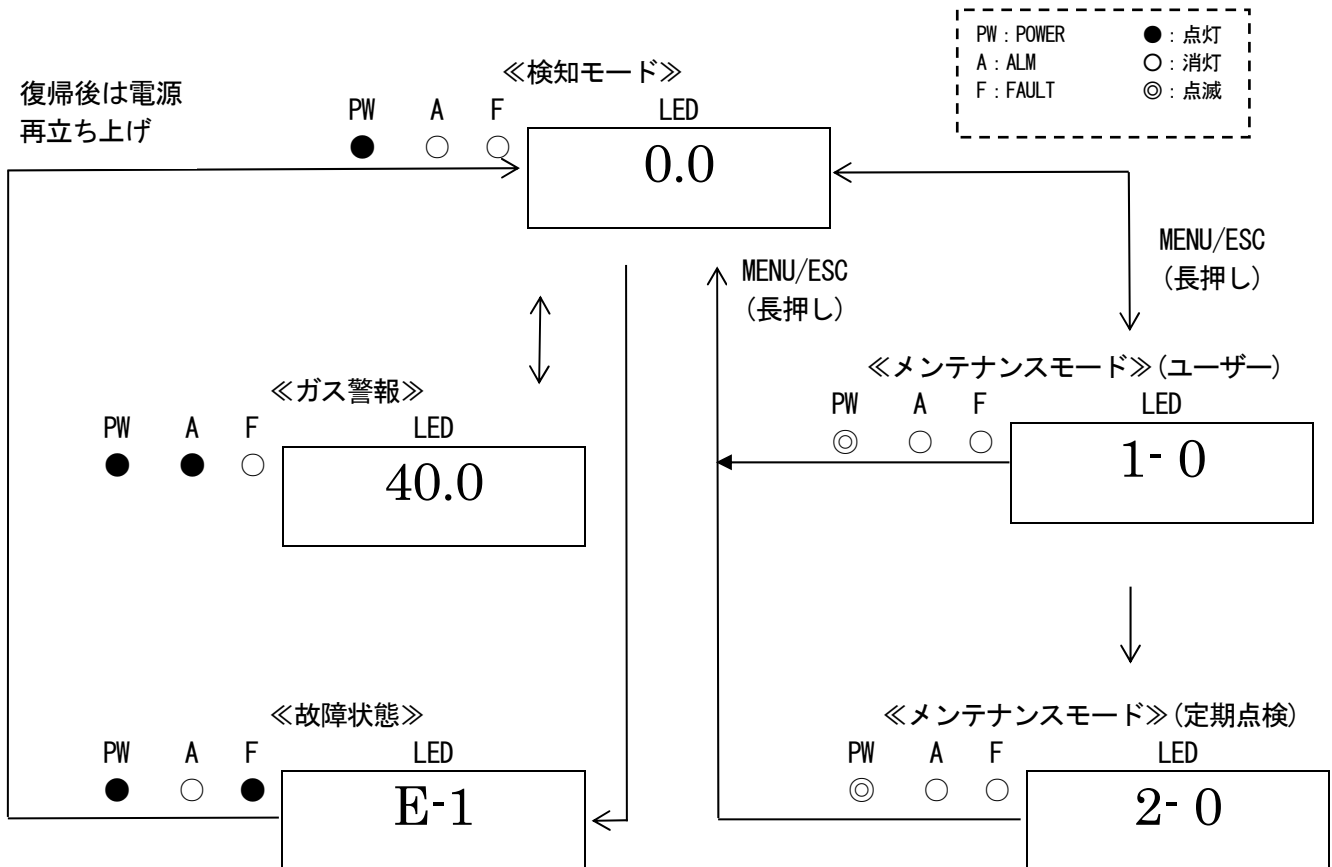 PW：POWER ●：点灯
A：ALM ○：消灯
F：FAULT ◎：点滅
復帰後は電源
再立ち上げ
≪検知モード≫
PW A F LED
● ○ ○
0.0
MENU/ESC
（長押し）
MENU/ESC
（長押し）
≪ガス警報≫
PW A F LED
● ● ○
40.0
≪メンテナンスモード≫（ユーザー）
PW A F LED
◎ ○ ○
1- 0
≪故障状態≫
PW A F LED
● ○ ●
E-1
≪メンテナンスモード≫（定期点検）
PW A F LED
◎ ○ ○
2- 0